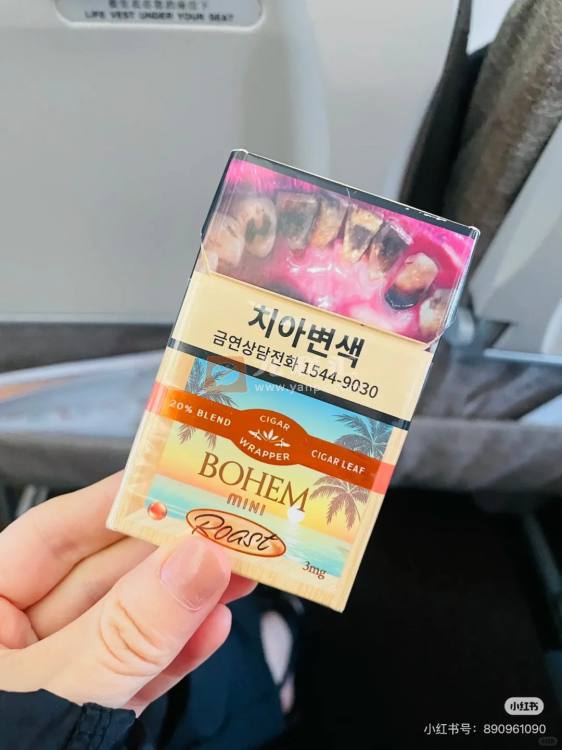 LIFE VEST UNDER YOUR SEAT
치아변색
금연상담전화 1544-9030
20% BLEND
CIGAR
WRAPPER
CIGAR LEAF
BOHEM
MINI
Roast
3mg
小红书
小红书号：890961090